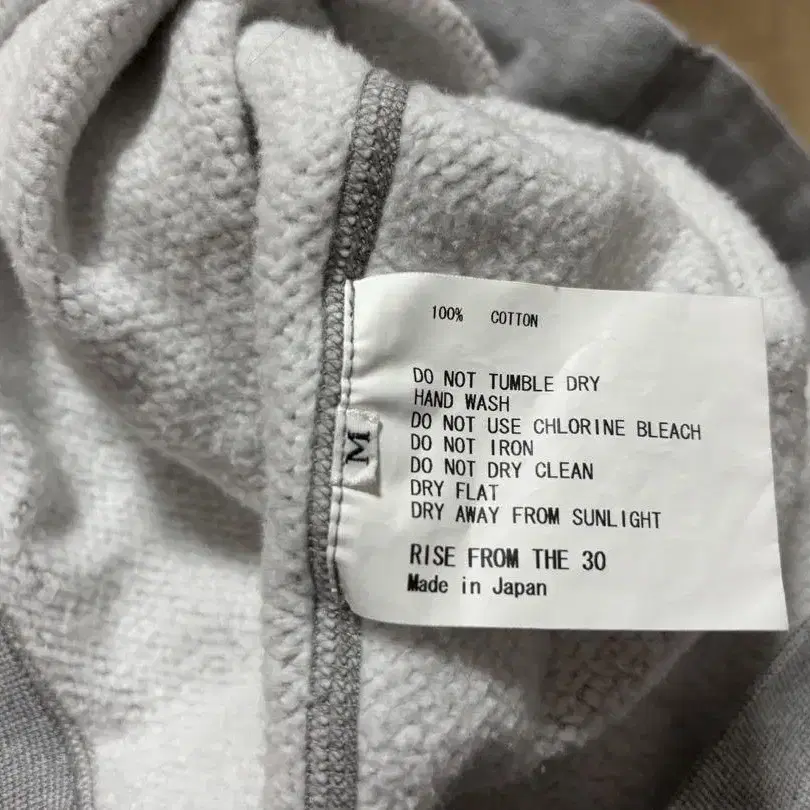 100% COTTON
DO NOT TUMBLE DRY
HAND WASH
DO NOT USE CHLORINE BLEACH
DO NOT IRON
DO NOT DRY CLEAN
DRY FLAT
DRY AWAY FROM SUNLIGHT
RISE FROM THE 30
Made in Japan
M